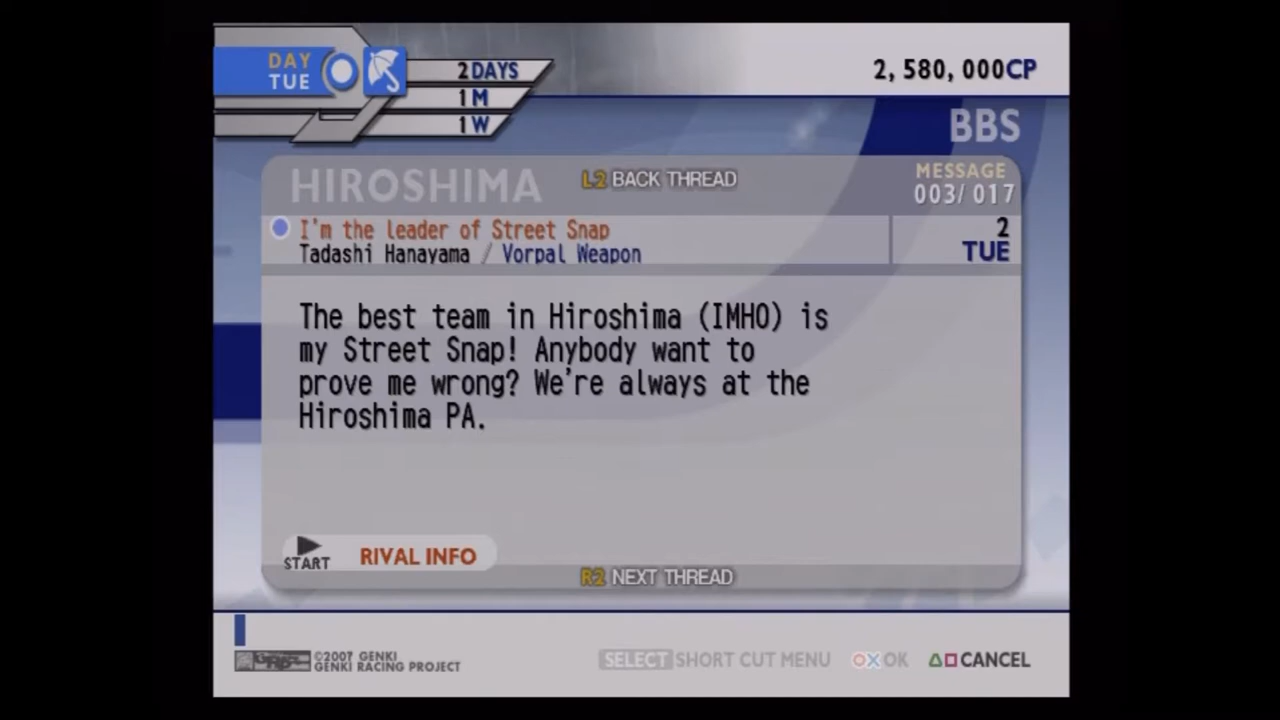 DAY
TUE
2DAYS
1M
1W
2, 580, 000CP
BBS
HIROSHIMA
L2 BACK THREAD
MESSAGE
003/ 017
I'm the leader of Street Snap
Tadashi Hanayama / Vorpal Weapon
2
TUE
The best team in Hiroshima (IMHO) is
my Street Snap! Anybody want to
prove me wrong? We're always at the
Hiroshima PA.
START
RIVAL INFO
R2 NEXT THREAD
©2007 GENKI
GENKI RACING PROJECT
SELECT SHORT CUT MENU
OK
CANCEL